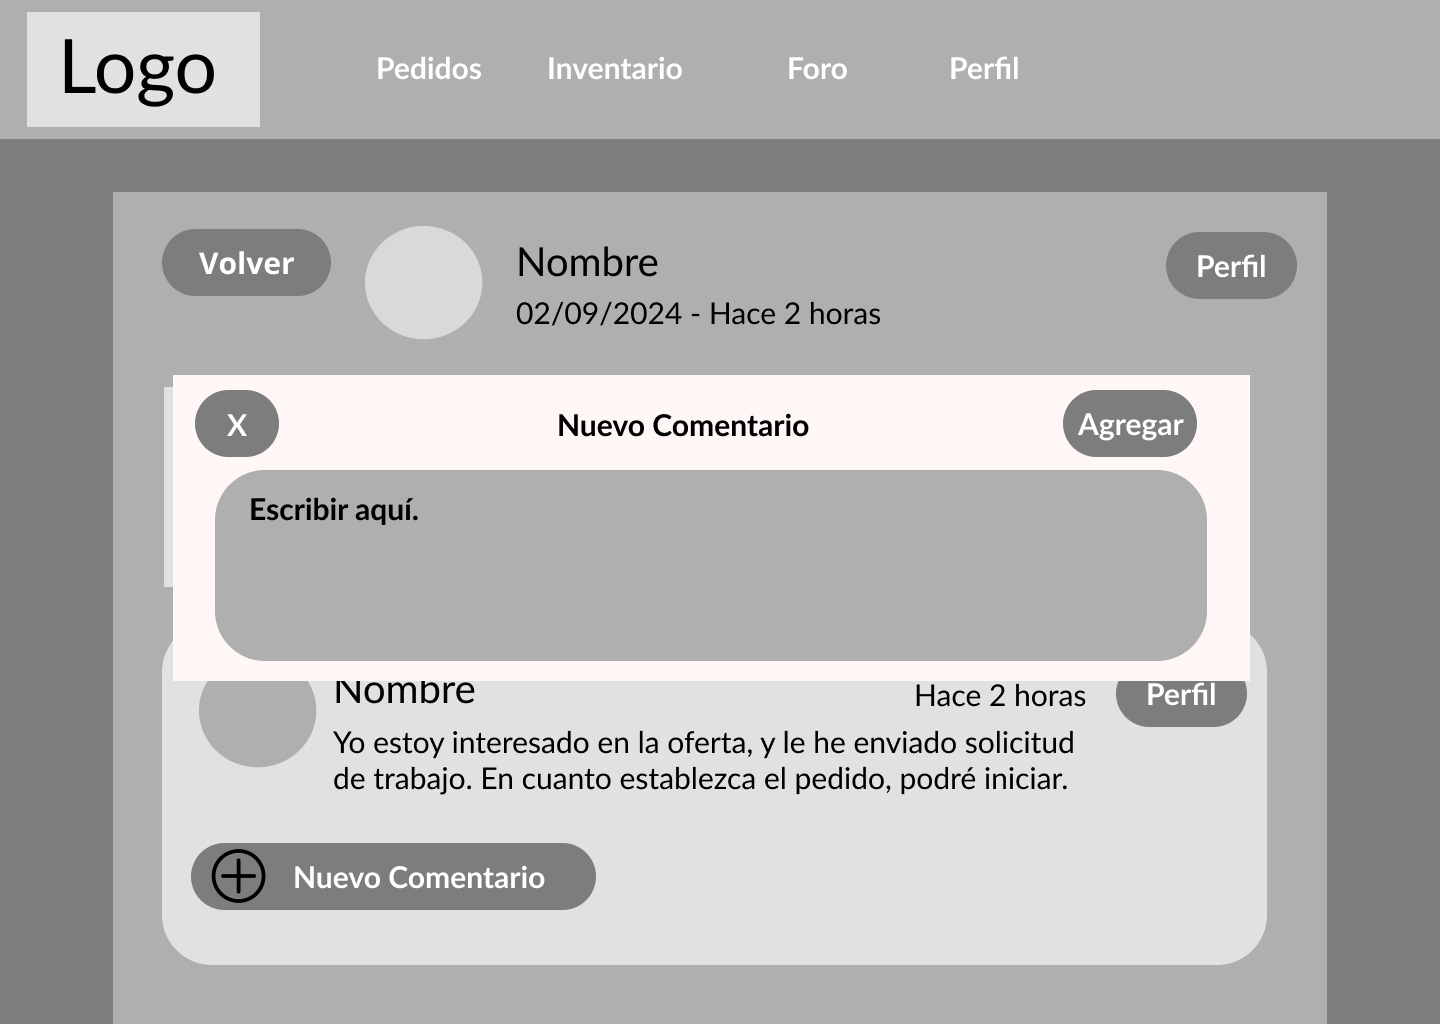 Logo
Pedidos Inventario Foro Perfil
Volver
Nombre
Perfil
02/09/2024 - Hace 2 horas
X
Nuevo Comentario
Agregar
Escribir aquí.
Nombre
Hace 2 horas
Perfil
Yo estoy interesado en la oferta, y le he enviado solicitud
de trabajo. En cuanto establezca el pedido, podré iniciar.
Nuevo Comentario